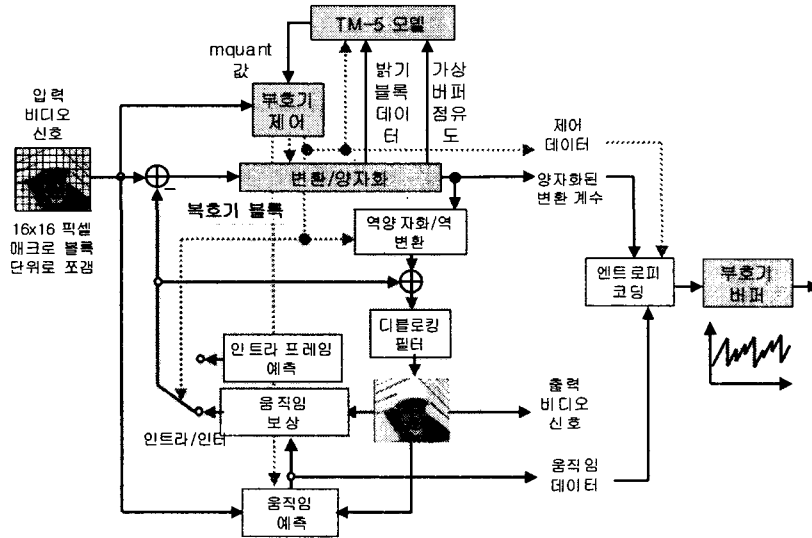 TM-5 모델
mquant
값
밝기
블록
데이
터
가상
버퍼
점유
도
입력
비디오
신호
부호기
제어
제어
데이터
변환/양자화
양자화된
변환 계수
복호기 블록
16x16 픽셀
매크로 블록
단위로 쪼갬
역양자화/역
변환
엔트로피
코딩
부호기
버퍼
디블로킹
필터
인트라 프레임
예측
움직임
보상
출력
비디오
신호
인트라/인터
움직임
데이터
움직임
예측